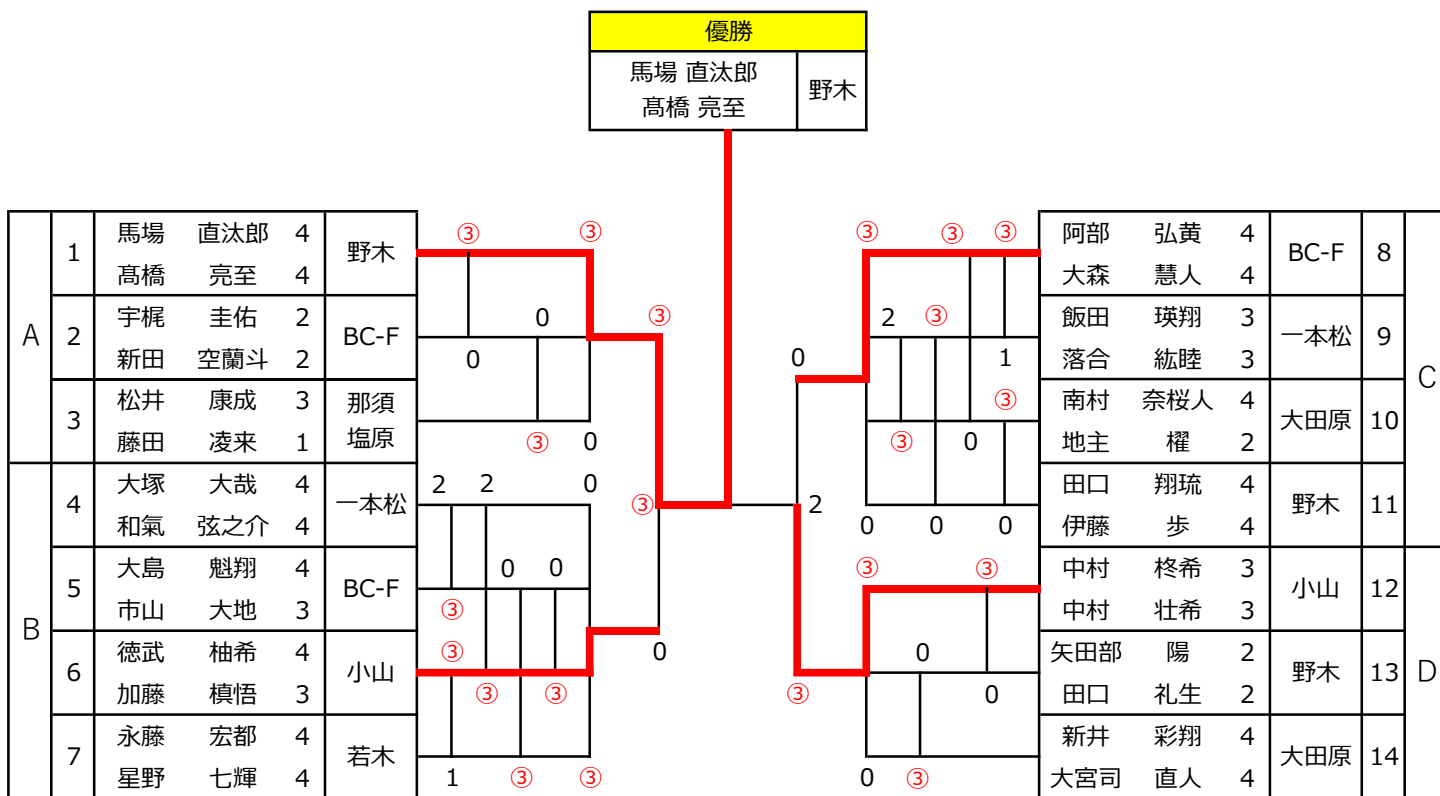 優勝
馬場 直汰郎
髙橋 亮至
野木
A
1
馬場 直汰郎 4
髙橋 亮至 4
野木
2
宇梶 圭佑 2
新田 空蘭斗 2
BC-F
3
松井 康成 3
藤田 凌来 1
那須
塩原
B
4
大塚 大哉 4
和氣 弦之介 4
一本松
5
大島 魁翔 4
市山 大地 3
BC-F
6
徳武 柚希 4
加藤 槙悟 3
小山
7
永藤 宏都 4
星野 七輝 4
若木
③ ③
0
0
③ 0
2 2 0
0 0
③
③
③ ③
1 ③ ③
③
③
0
0
2
③
③ ③ ③
2 ③
1
③
③ 0
0 0 0
③ ③
0
0
0 ③
阿部 弘黄 4
大森 慧人 4
BC-F
8
飯田 瑛翔 3
落合 紘睦 3
一本松
9
南村 奈桜人 4
地主 櫂 2
大田原
10
田口 翔琉 4
伊藤 歩 4
野木
11
C
中村 柊希 3
中村 壮希 3
小山
12
矢田部 陽 2
田口 礼生 2
野木
13
新井 彩翔 4
大宮司 直人 4
大田原
14
D